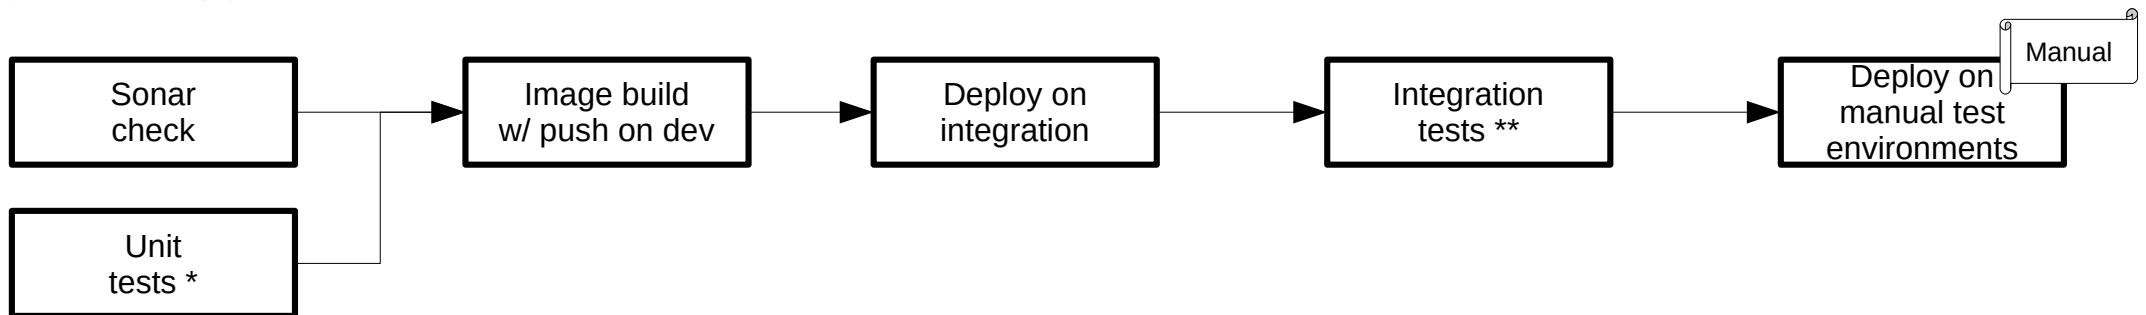 Sonar
check
Image build
w/ push on dev
Deploy on
integration
Integration
tests **
Manual
Deploy on
manual test
environments
Unit
tests *